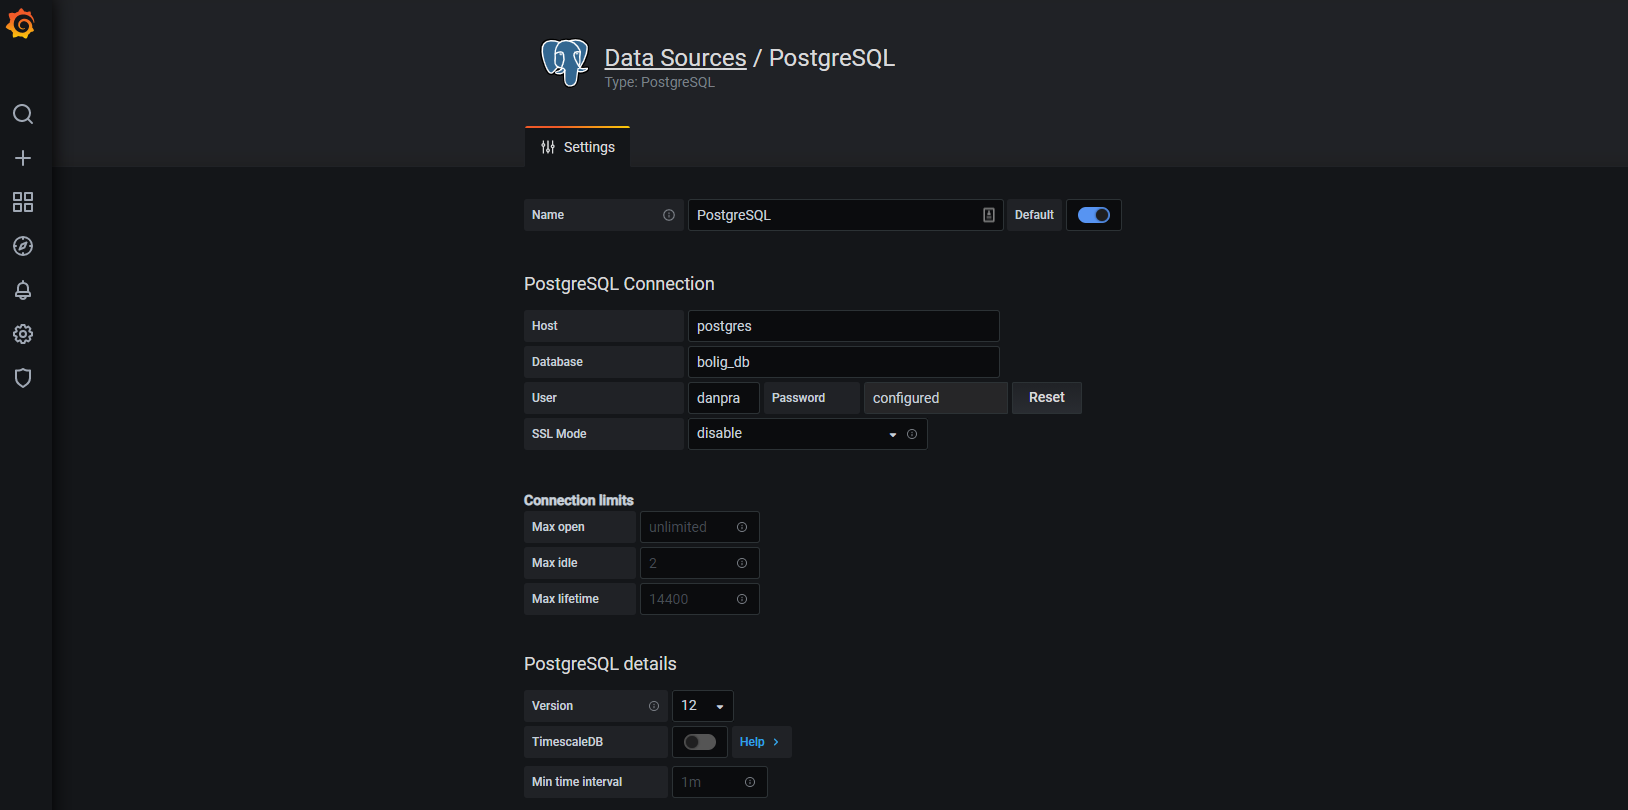 Data Sources / PostgreSQL
Type: PostgreSQL
Settings
Name PostgreSQL Default
PostgreSQL Connection
Host postgres
Database bolig_db
User danpra Password configured Reset
SSL Mode disable
Connection limits
Max open unlimited
Max idle 2
Max lifetime 14400
PostgreSQL details
Version 12
TimescaleDB Help >
Min time interval 1m